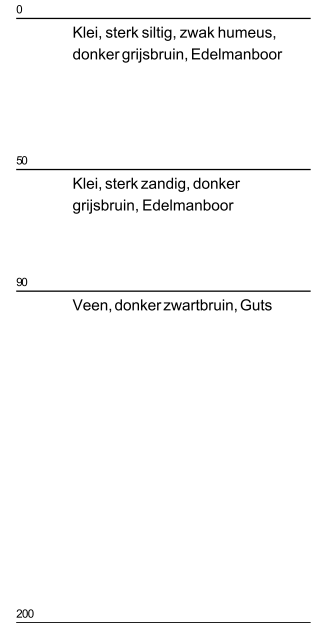 0
Klei, sterk siltig, zwak humeus,
donker grijsbruin, Edelmanboor
50
Klei, sterk zandig, donker
grijsbruin, Edelmanboor
90
Veen, donker zwartbruin, Guts
200